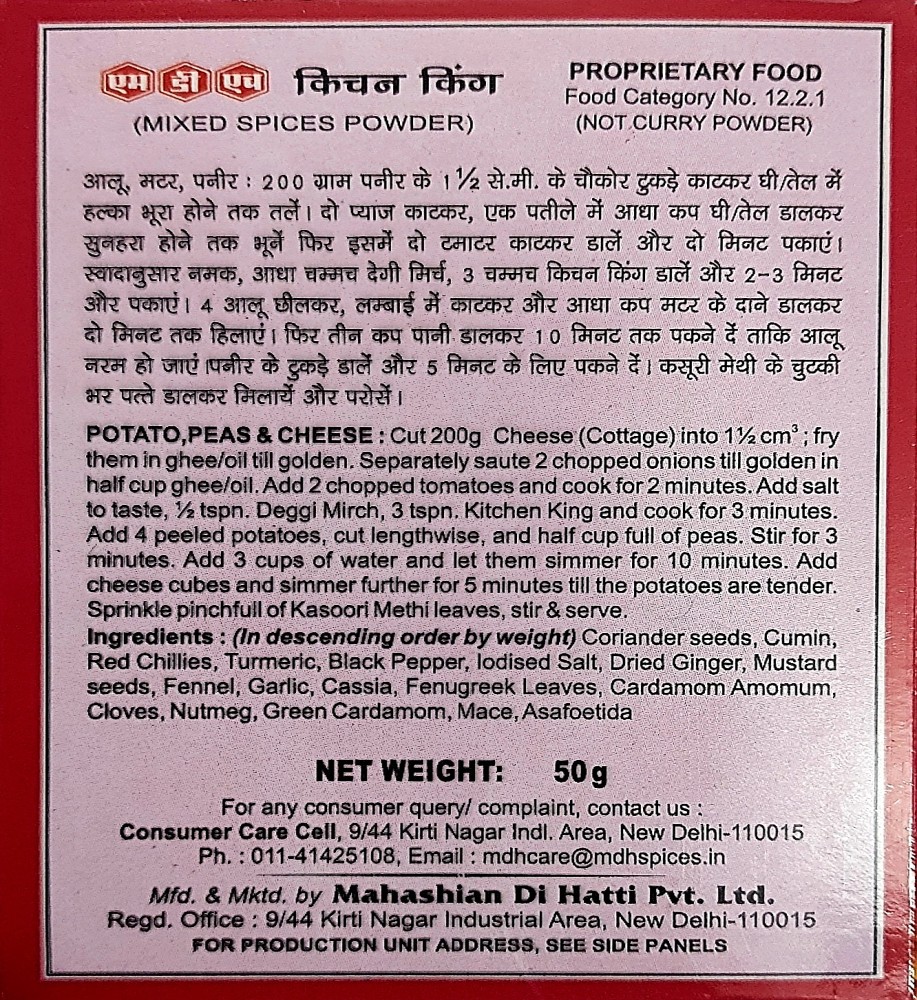 एम डी एच किचन किंग
(MIXED SPICES POWDER)
PROPRIETARY FOOD
Food Category No. 12.2.1
(NOT CURRY POWDER)
आलू, मटर, पनीर : 200 ग्राम पनीर के 1½ से.मी. के चौकोर टुकड़े काटकर घी/तेल में
हल्का भूरा होने तक तलें। दो प्याज काटकर, एक पतीले में आधा कप घी/तेल डालकर
सुनहरा होने तक भूनें फिर इसमें दो टमाटर काटकर डालें और दो मिनट पकाएं।
स्वादानुसार नमक, आधा चम्मच देगी मिर्च, 3 चम्मच किचन किंग डालें और 2-3 मिनट
और पकाएं। 4 आलू छीलकर, लम्बाई में काटकर और आधा कप मटर के दाने डालकर
दो मिनट तक हिलाएं। फिर तीन कप पानी डालकर 10 मिनट तक पकने दें ताकि आलू
नरम हो जाएं।पनीर के टुकड़े डालें और 5 मिनट के लिए पकने दें। कसूरी मेथी के चुटकी
भर पत्ते डालकर मिलायें और परोसें।
POTATO,PEAS & CHEESE : Cut 200g Cheese (Cottage) into 1½ cm³ ; fry
them in ghee/oil till golden. Separately saute 2 chopped onions till golden in
half cup ghee/oil. Add 2 chopped tomatoes and cook for 2 minutes. Add salt
to taste, ½ tspn. Deggi Mirch, 3 tspn. Kitchen King and cook for 3 minutes.
Add 4 peeled potatoes, cut lengthwise, and half cup full of peas. Stir for 3
minutes. Add 3 cups of water and let them simmer for 10 minutes. Add
cheese cubes and simmer further for 5 minutes till the potatoes are tender.
Sprinkle pinchfull of Kasoori Methi leaves, stir & serve.
Ingredients : (In descending order by weight) Coriander seeds, Cumin,
Red Chillies, Turmeric, Black Pepper, Iodised Salt, Dried Ginger, Mustard
seeds, Fennel, Garlic, Cassia, Fenugreek Leaves, Cardamom Amomum,
Cloves, Nutmeg, Green Cardamom, Mace, Asafoetida
NET WEIGHT: 50g
For any consumer query/ complaint, contact us :
Consumer Care Cell, 9/44 Kirti Nagar Indl. Area, New Delhi-110015
Ph. : 011-41425108, Email : mdhcare@mdhspices.in
Mfd. & Mktd. by Mahashian Di Hatti Pvt. Ltd.
Regd. Office : 9/44 Kirti Nagar Industrial Area, New Delhi-110015
FOR PRODUCTION UNIT ADDRESS, SEE SIDE PANELS